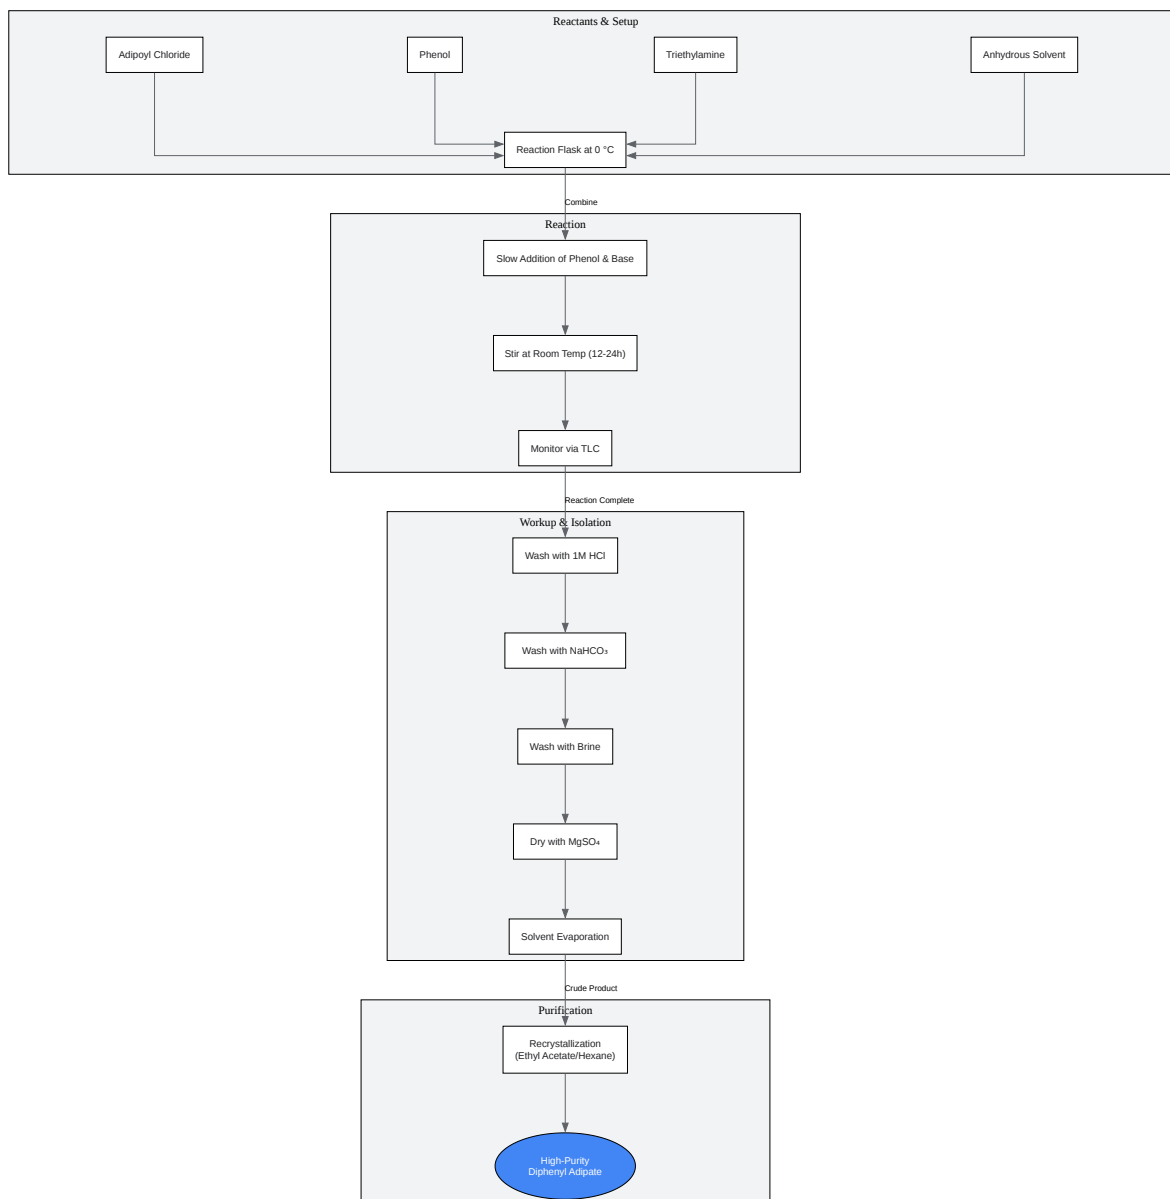 Reactants & Setup
Adipoyl Chloride
Phenol
Triethylamine
Anhydrous Solvent
Reaction Flask at 0 °C
Combine
Reaction
Slow Addition of Phenol & Base
Stir at Room Temp (12-24h)
Monitor via TLC
Reaction Complete
Workup & Isolation
Wash with 1M HCl
Wash with NaHCO₃
Wash with Brine
Dry with MgSO₄
Solvent Evaporation
Crude Product
Purification
Recrystallization
(Ethyl Acetate/Hexane)
High-Purity
Diphenyl Adipate